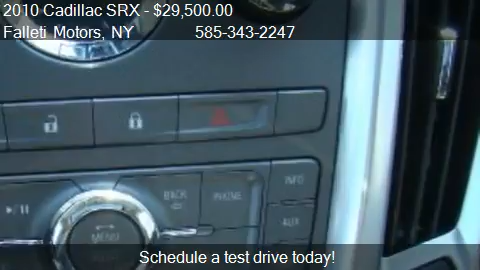 2010 Cadillac SRX - $29,500.00
Falleti Motors, NY 585-343-2247
BACK PHONE INFO
AUX
MENU
Schedule a test drive today!